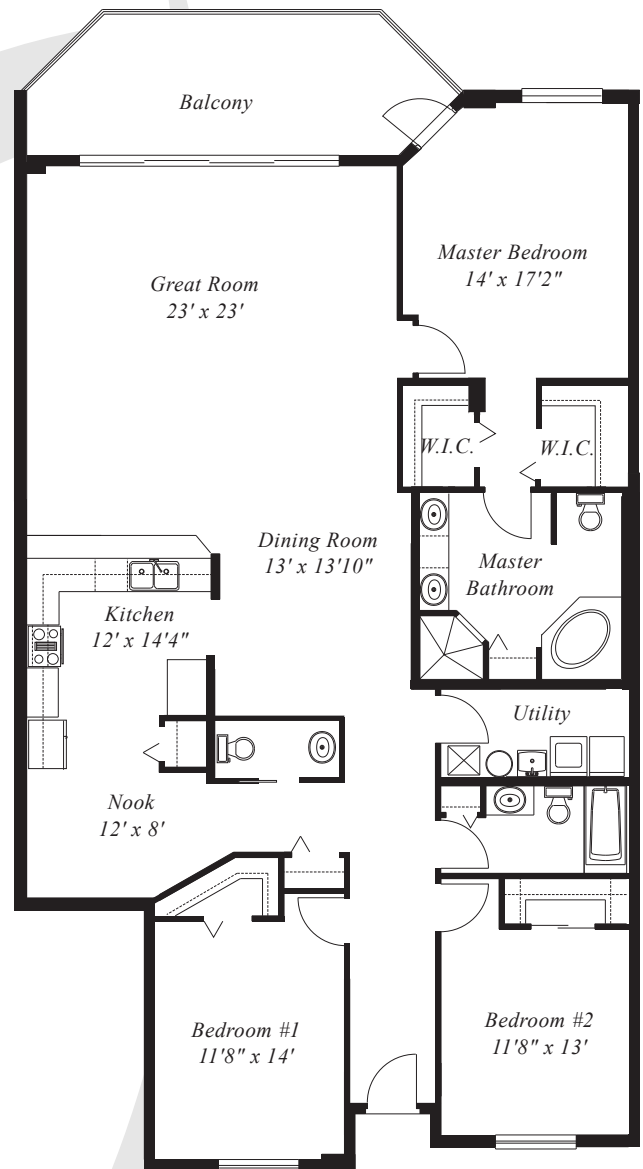 Balcony
Master Bedroom
14' x 17'2"
Great Room
23' x 23'
W.I.C.
W.I.C.
Dining Room
13' x 13'10"
Master
Bathroom
Kitchen
12' x 14'4"
Utility
Nook
12' x 8'
Bedroom #1
11'8" x 14'
Bedroom #2
11'8" x 13'